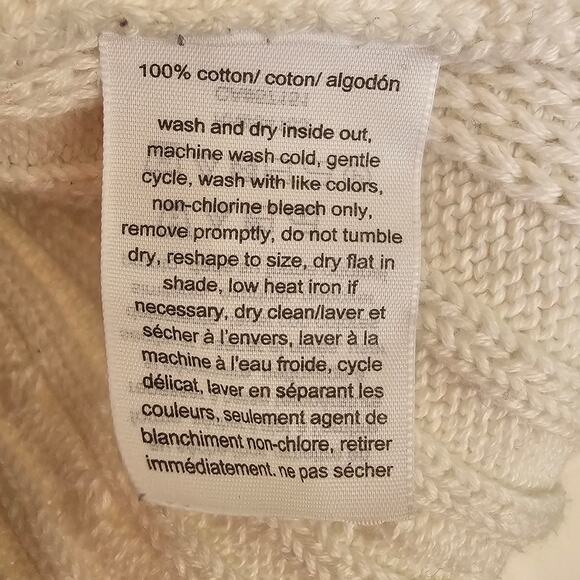 100% cotton/ coton/ algodón
wash and dry inside out,
machine wash cold, gentle
cycle, wash with like colors,
non-chlorine bleach only,
remove promptly, do not tumble
dry, reshape to size, dry flat in
shade, low heat iron if
necessary, dry clean/laver et
sécher à l'envers, laver à la
machine à l'eau froide, cycle
délicat, laver en séparant les
couleurs, seulement agent de
blanchiment non-chlore, retirer
immédiatement. ne pas sécher